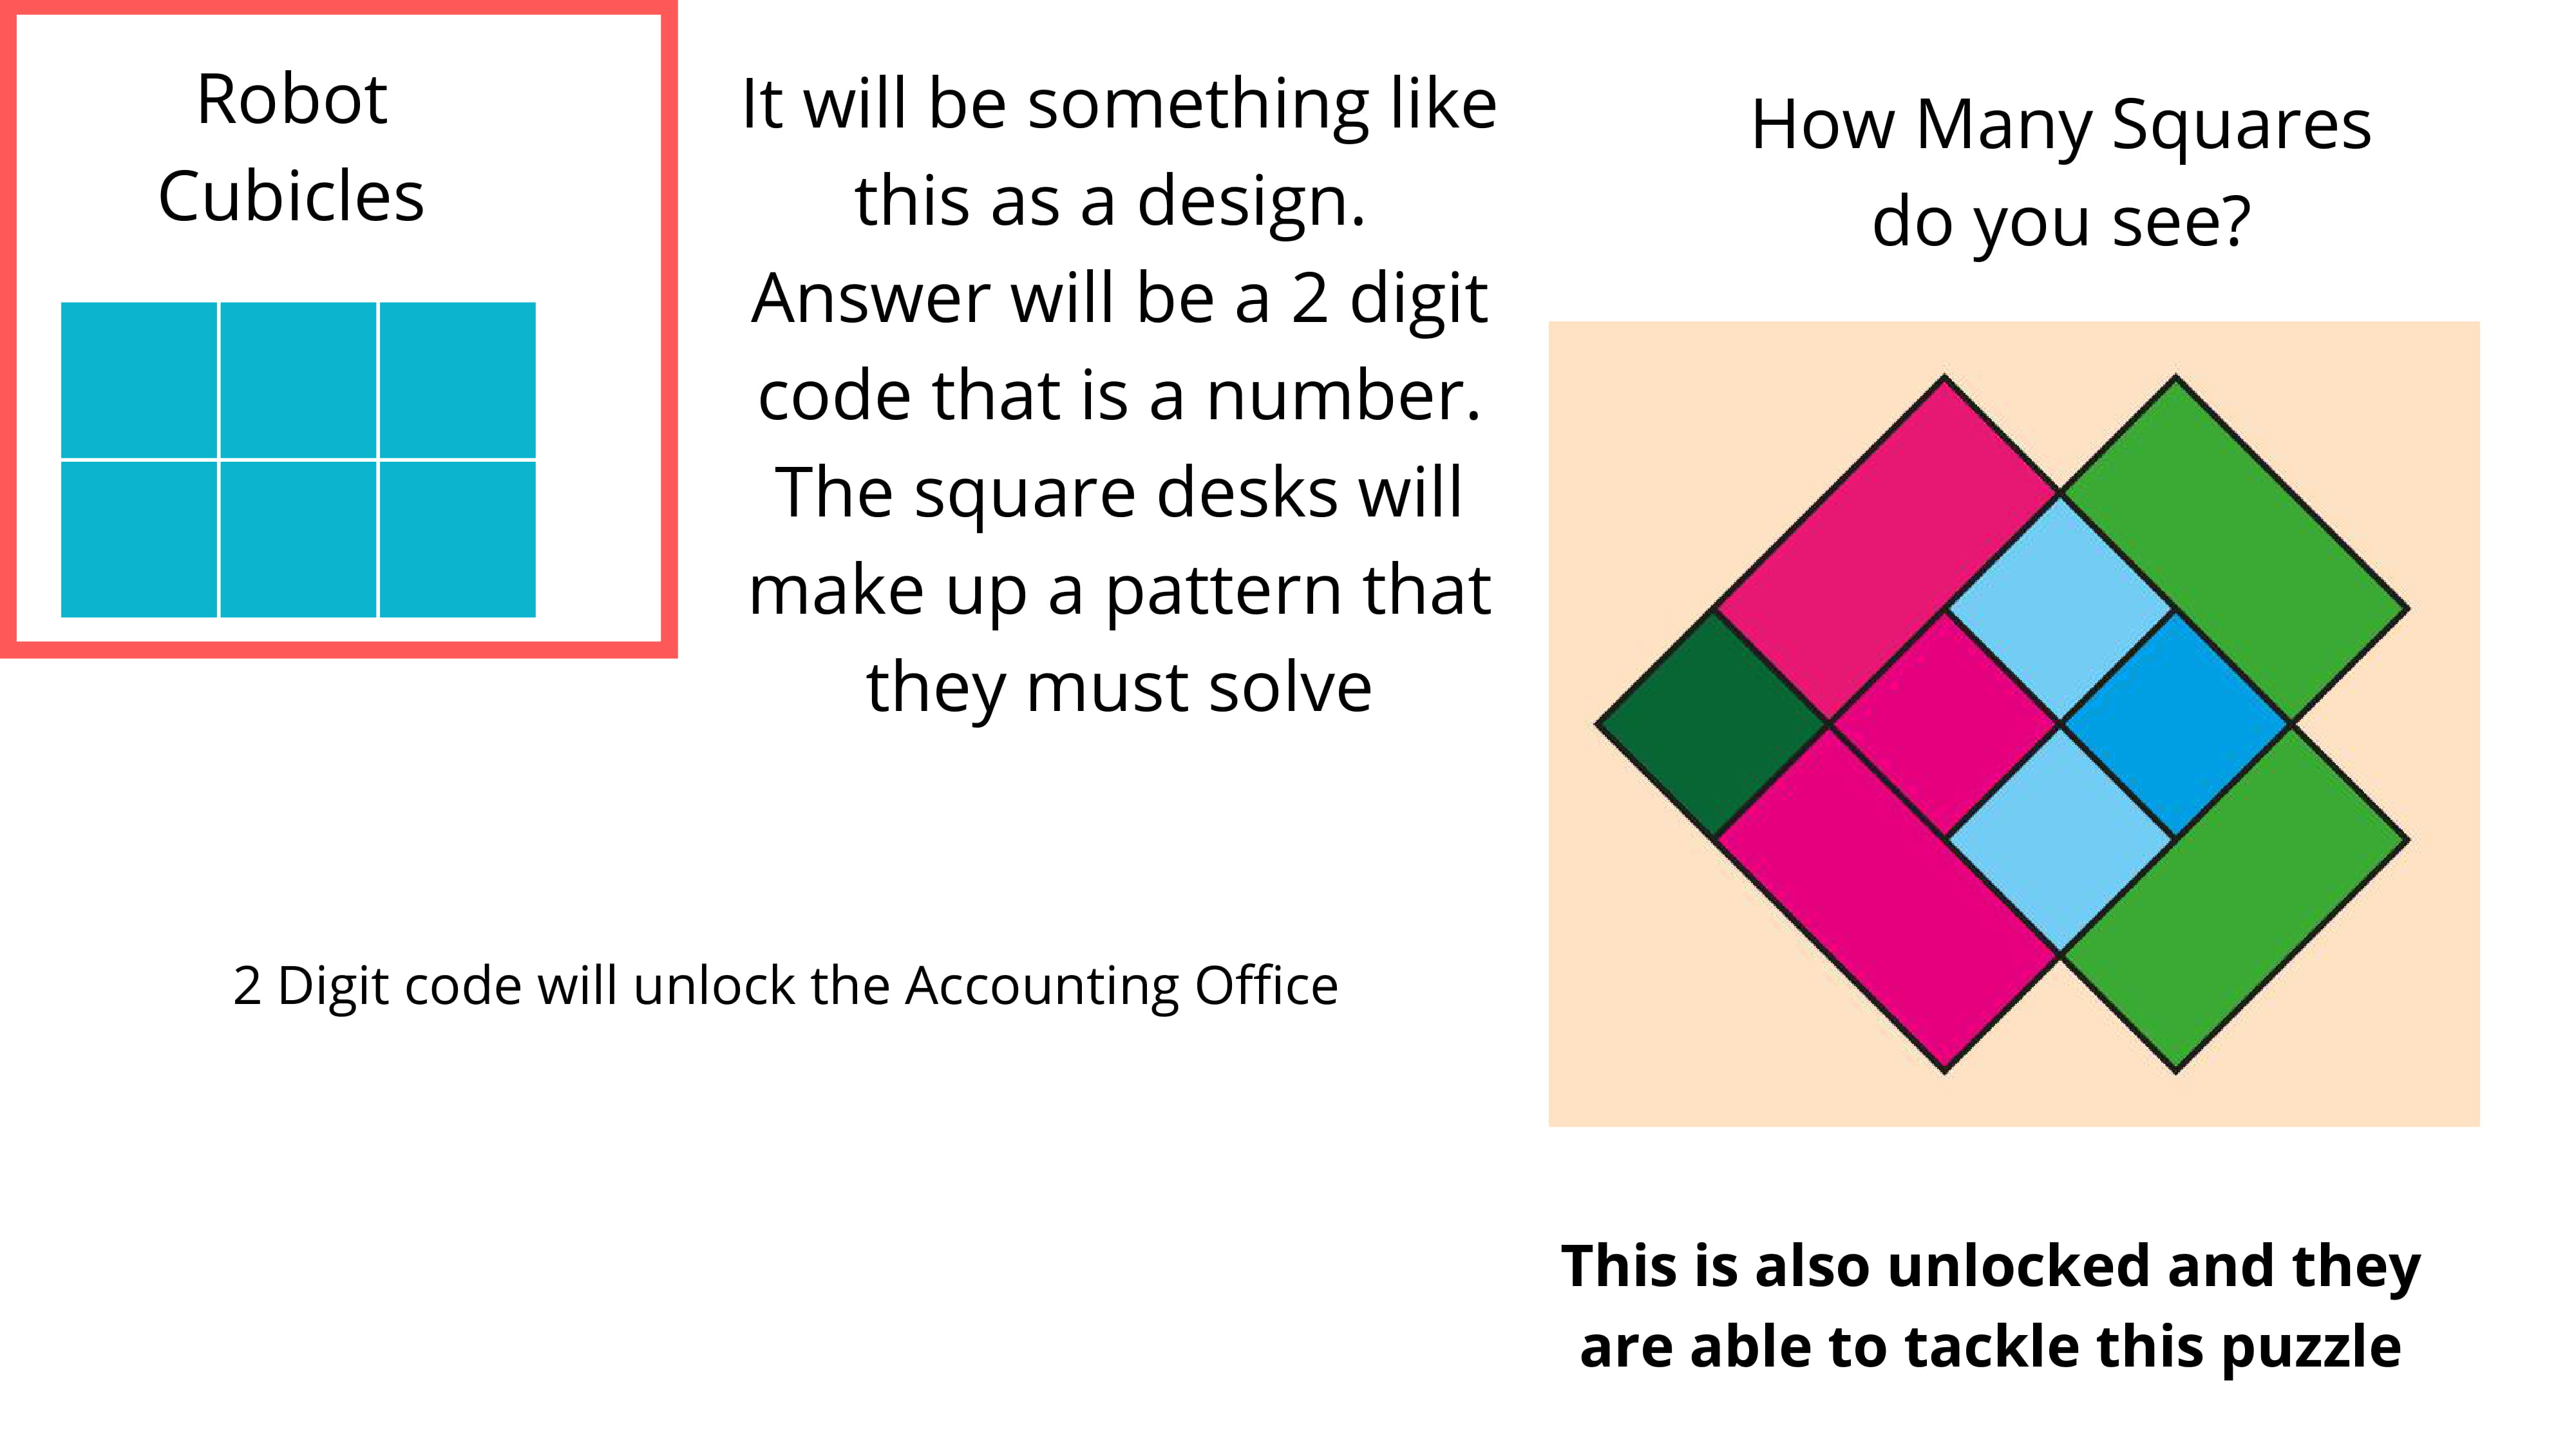 Robot
Cubicles
It will be something like
this as a design.
Answer will be a 2 digit
code that is a number.
The square desks will
make up a pattern that
they must solve
2 Digit code will unlock the Accounting Office
How Many Squares
do you see?
This is also unlocked and they
are able to tackle this puzzle